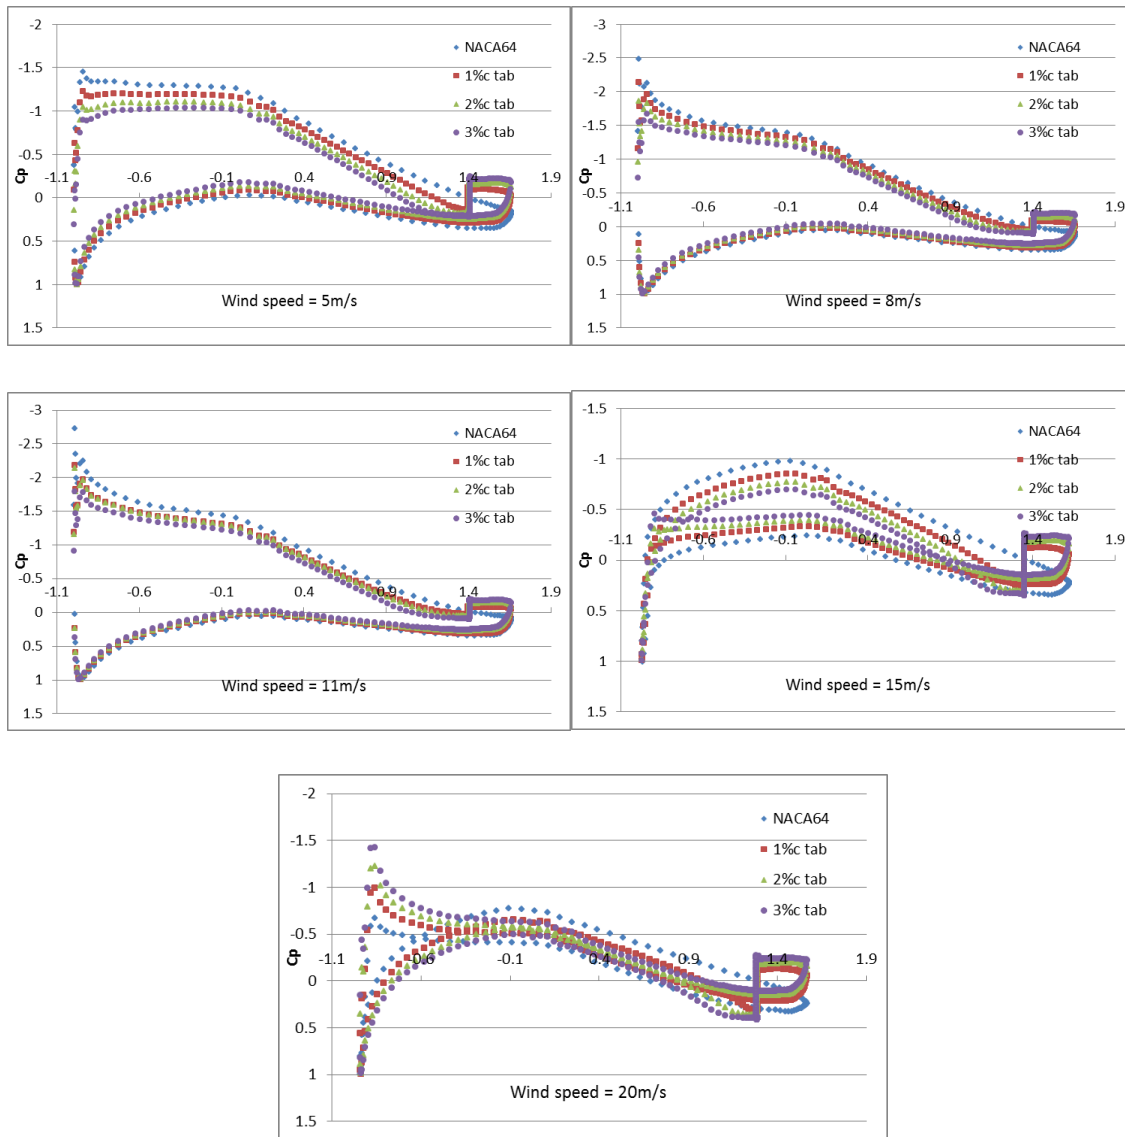 -2
-1.5
-1
-0.5
0
0.5
1
1.5
Cp
-1.1
-0.6
-0.1
0.4
0.9
1.4
1.9
NACA64
1%c tab
2%c tab
3%c tab
Wind speed = 5m/s
-3
-2.5
-2
-1.5
-1
-0.5
0
0.5
1
1.5
Cp
-1.1
-0.6
-0.1
0.4
0.9
1.4
1.9
NACA64
1%c tab
2%c tab
3%c tab
Wind speed = 8m/s
-3
-2.5
-2
-1.5
-1
-0.5
0
0.5
1
1.5
Cp
-1.1
-0.6
-0.1
0.4
0.9
1.4
1.9
NACA64
1%c tab
2%c tab
3%c tab
Wind speed = 11m/s
-1.5
-1
-0.5
0
0.5
1
1.5
Cp
-1.1
-0.6
-0.1
0.4
0.9
1.4
1.9
NACA64
1%c tab
2%c tab
3%c tab
Wind speed = 15m/s
-2
-1.5
-1
-0.5
0
0.5
1
1.5
Cp
-1.1
-0.6
-0.1
0.4
0.9
1.4
1.9
NACA64
1%c tab
2%c tab
3%c tab
Wind speed = 20m/s